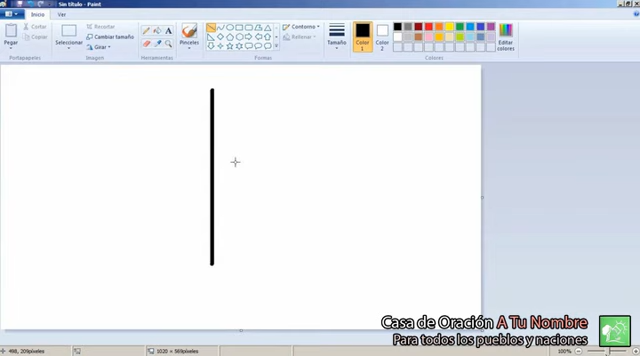 Sin título - Paint
Inicio Ver
Pegar
Portapapeles
Seleccionar
Recortar
Cambiar tamaño
Girar
Imagen
A
Herramientas
Pinceles
Contorno
Rellenar
Formas
Tamaño
Color 1
Color 2
Editar colores
Colores
Casa de Oración A Tu Nombre
Para todos los pueblos y naciones
498, 209píxeles
1020 × 569píxeles
100%